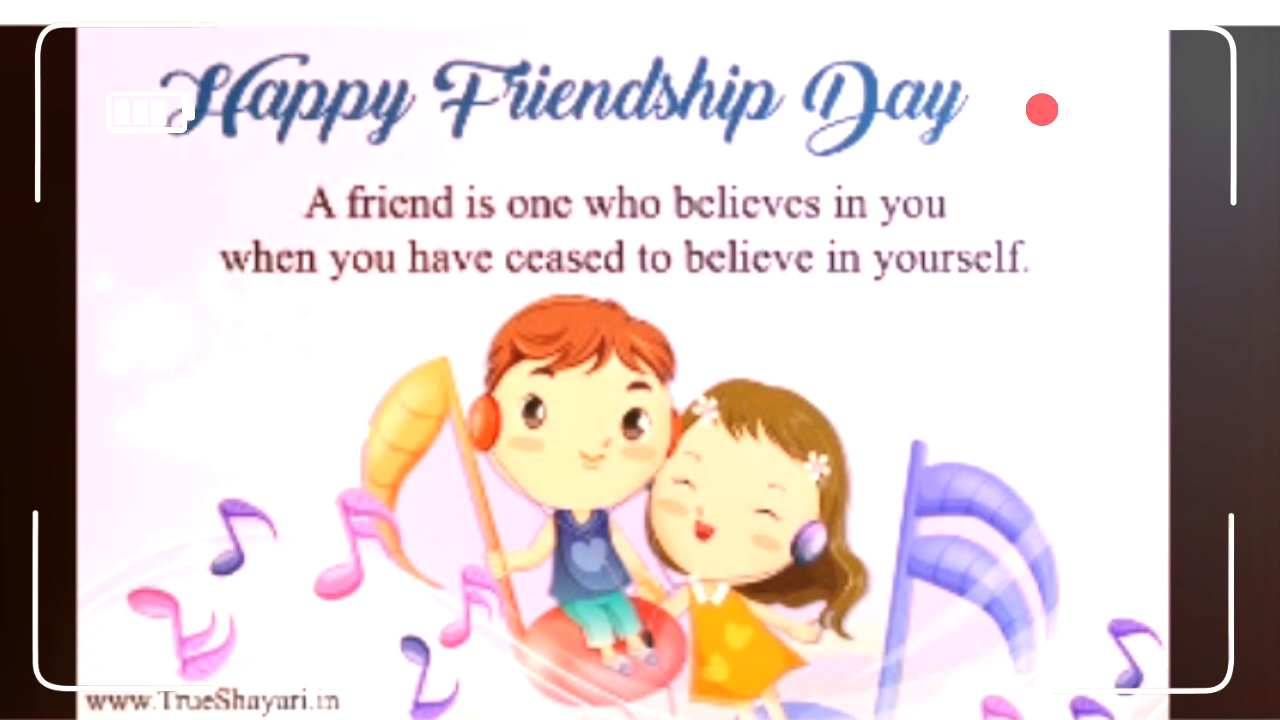 Happy Friendship Day
A friend is one who believes in you
when you have ceased to believe in yourself.
www.TrueShayari.in